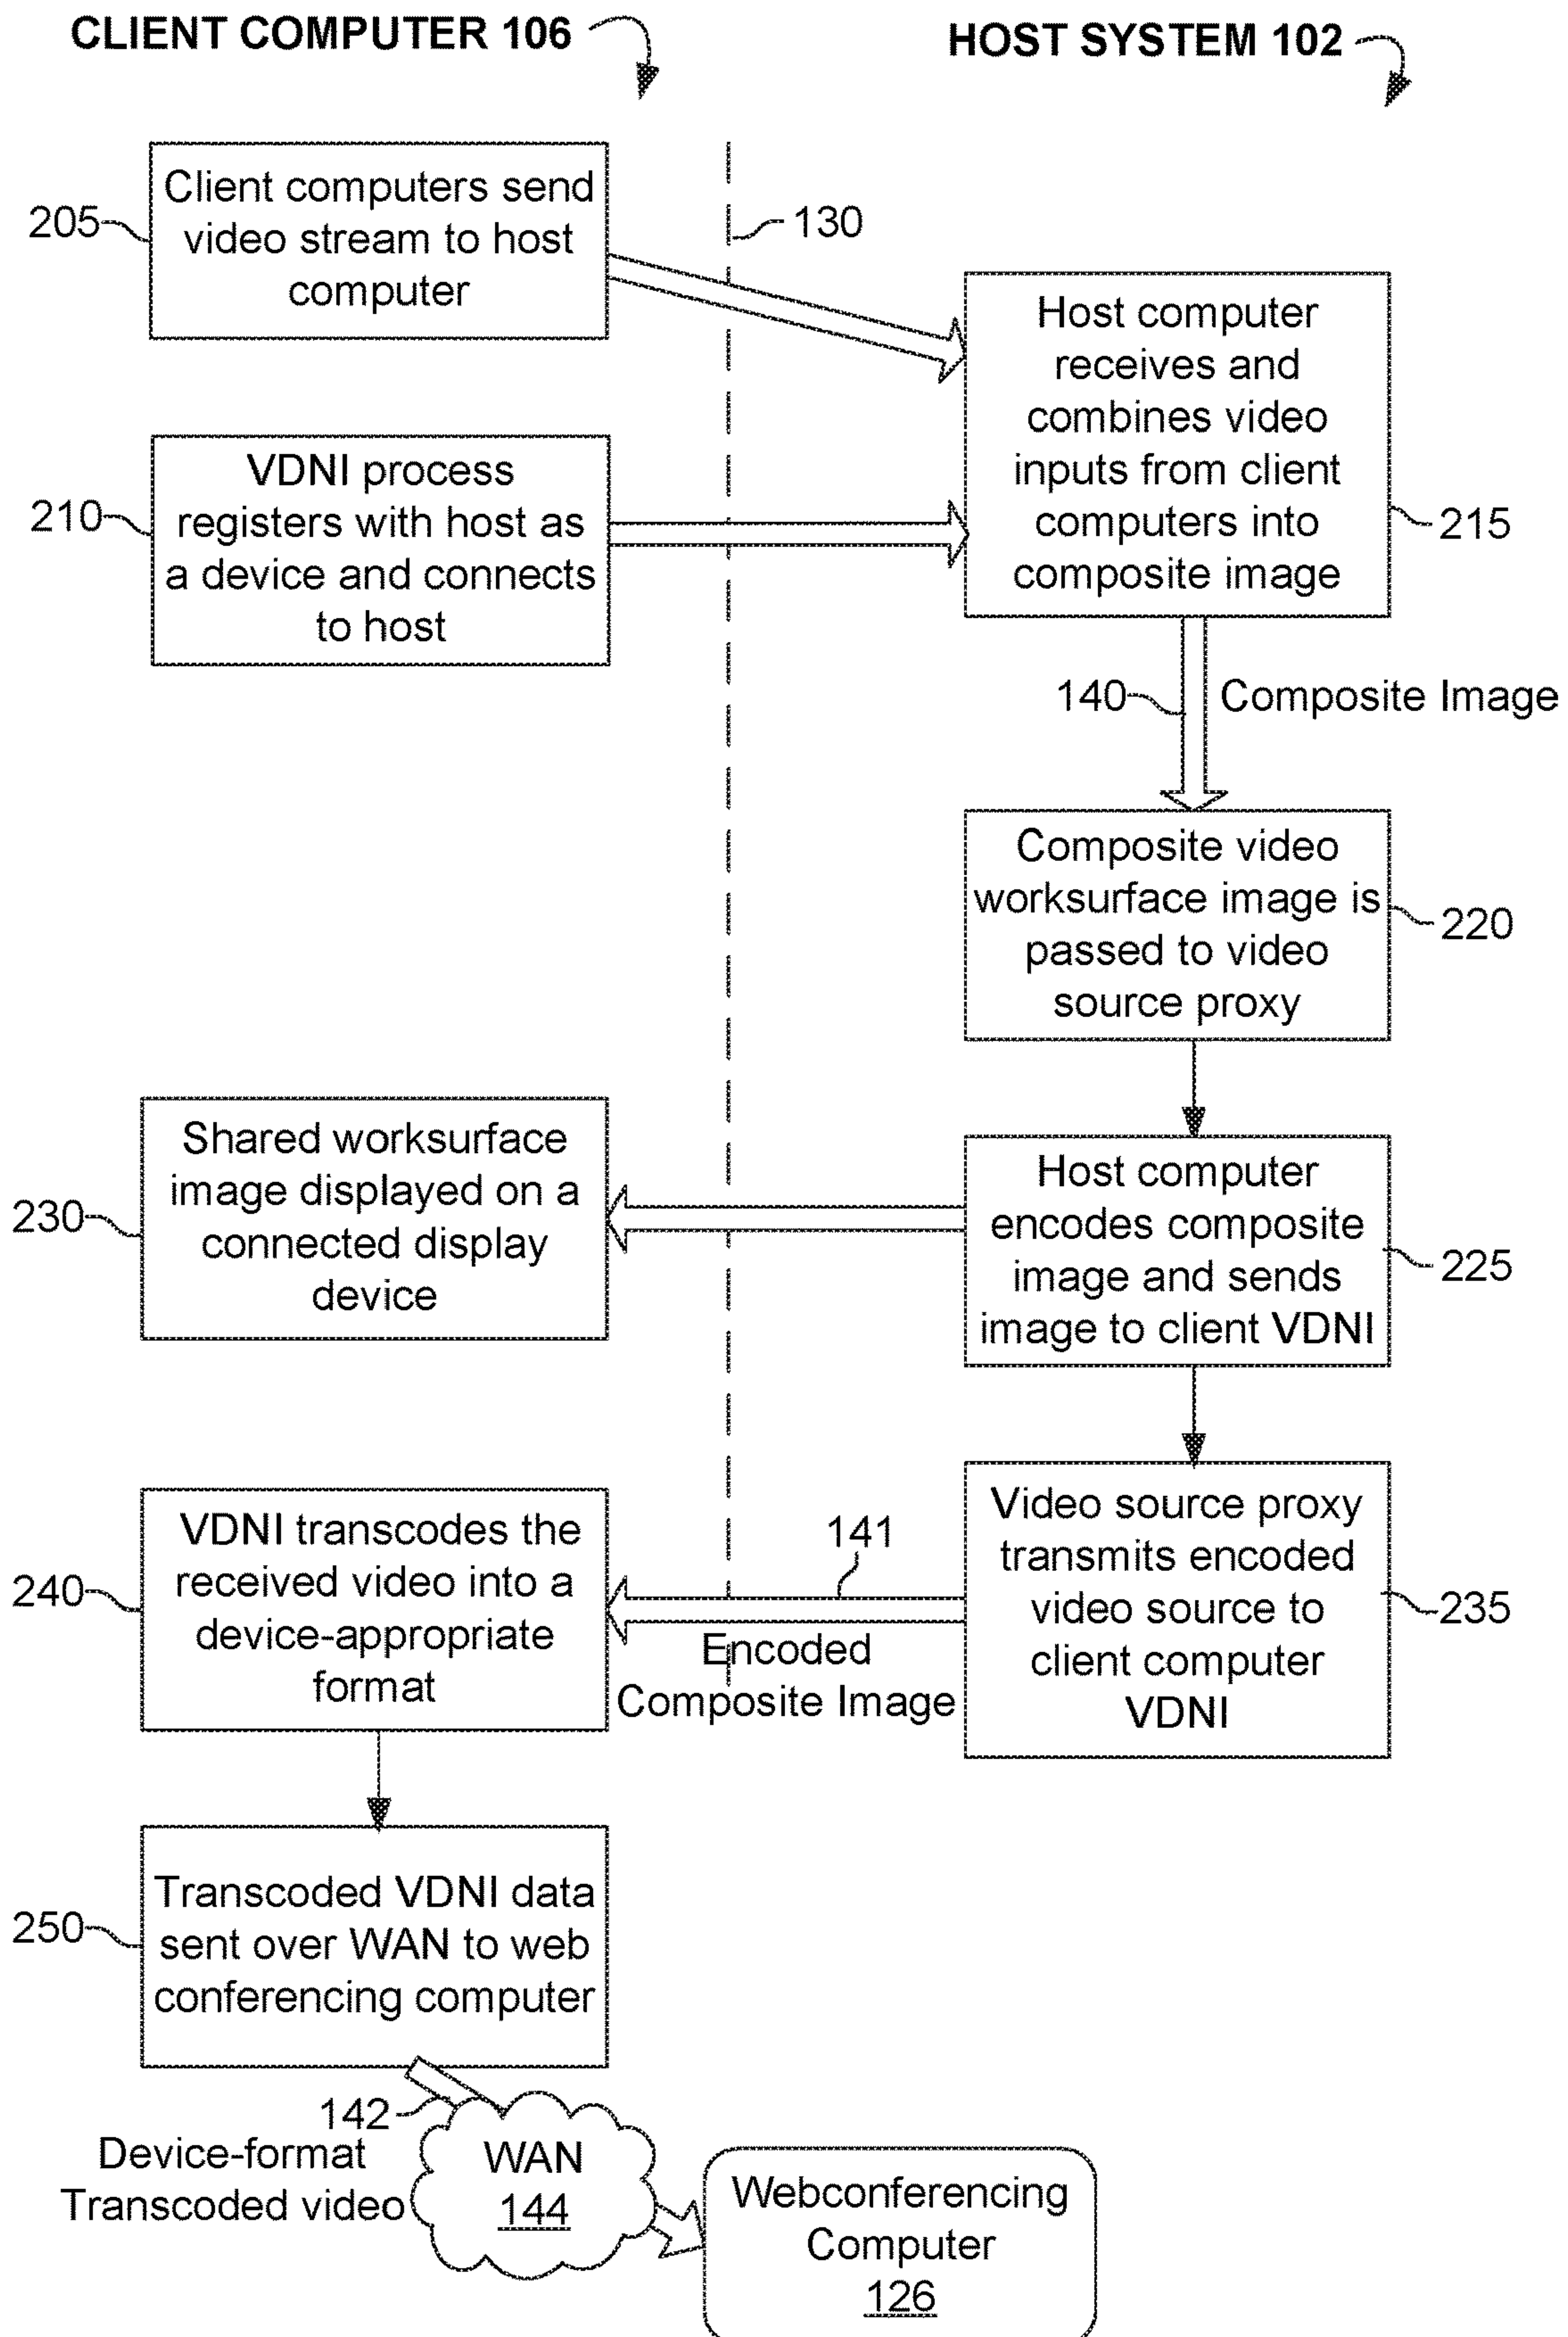 CLIENT COMPUTER 106
HOST SYSTEM 102
205
Client computers send
video stream to host
computer
130
Host computer
receives and
combines video
inputs from client
computers into
composite image
215
210
VDNI process
registers with host as
a device and connects
to host
140
Composite Image
Composite video
worksurface image is
passed to video
source proxy
220
230
Shared worksurface
image displayed on a
connected display
device
Host computer
encodes composite
image and sends
image to client VDNI
225
240
VDNI transcodes the
received video into a
device-appropriate
format
141
Encoded
Composite Image
Video source proxy
transmits encoded
video source to
client computer
VDNI
235
250
Transcoded VDNI data
sent over WAN to web
conferencing computer
142
Device-format
Transcoded video
WAN
144
Webconferencing
Computer
126